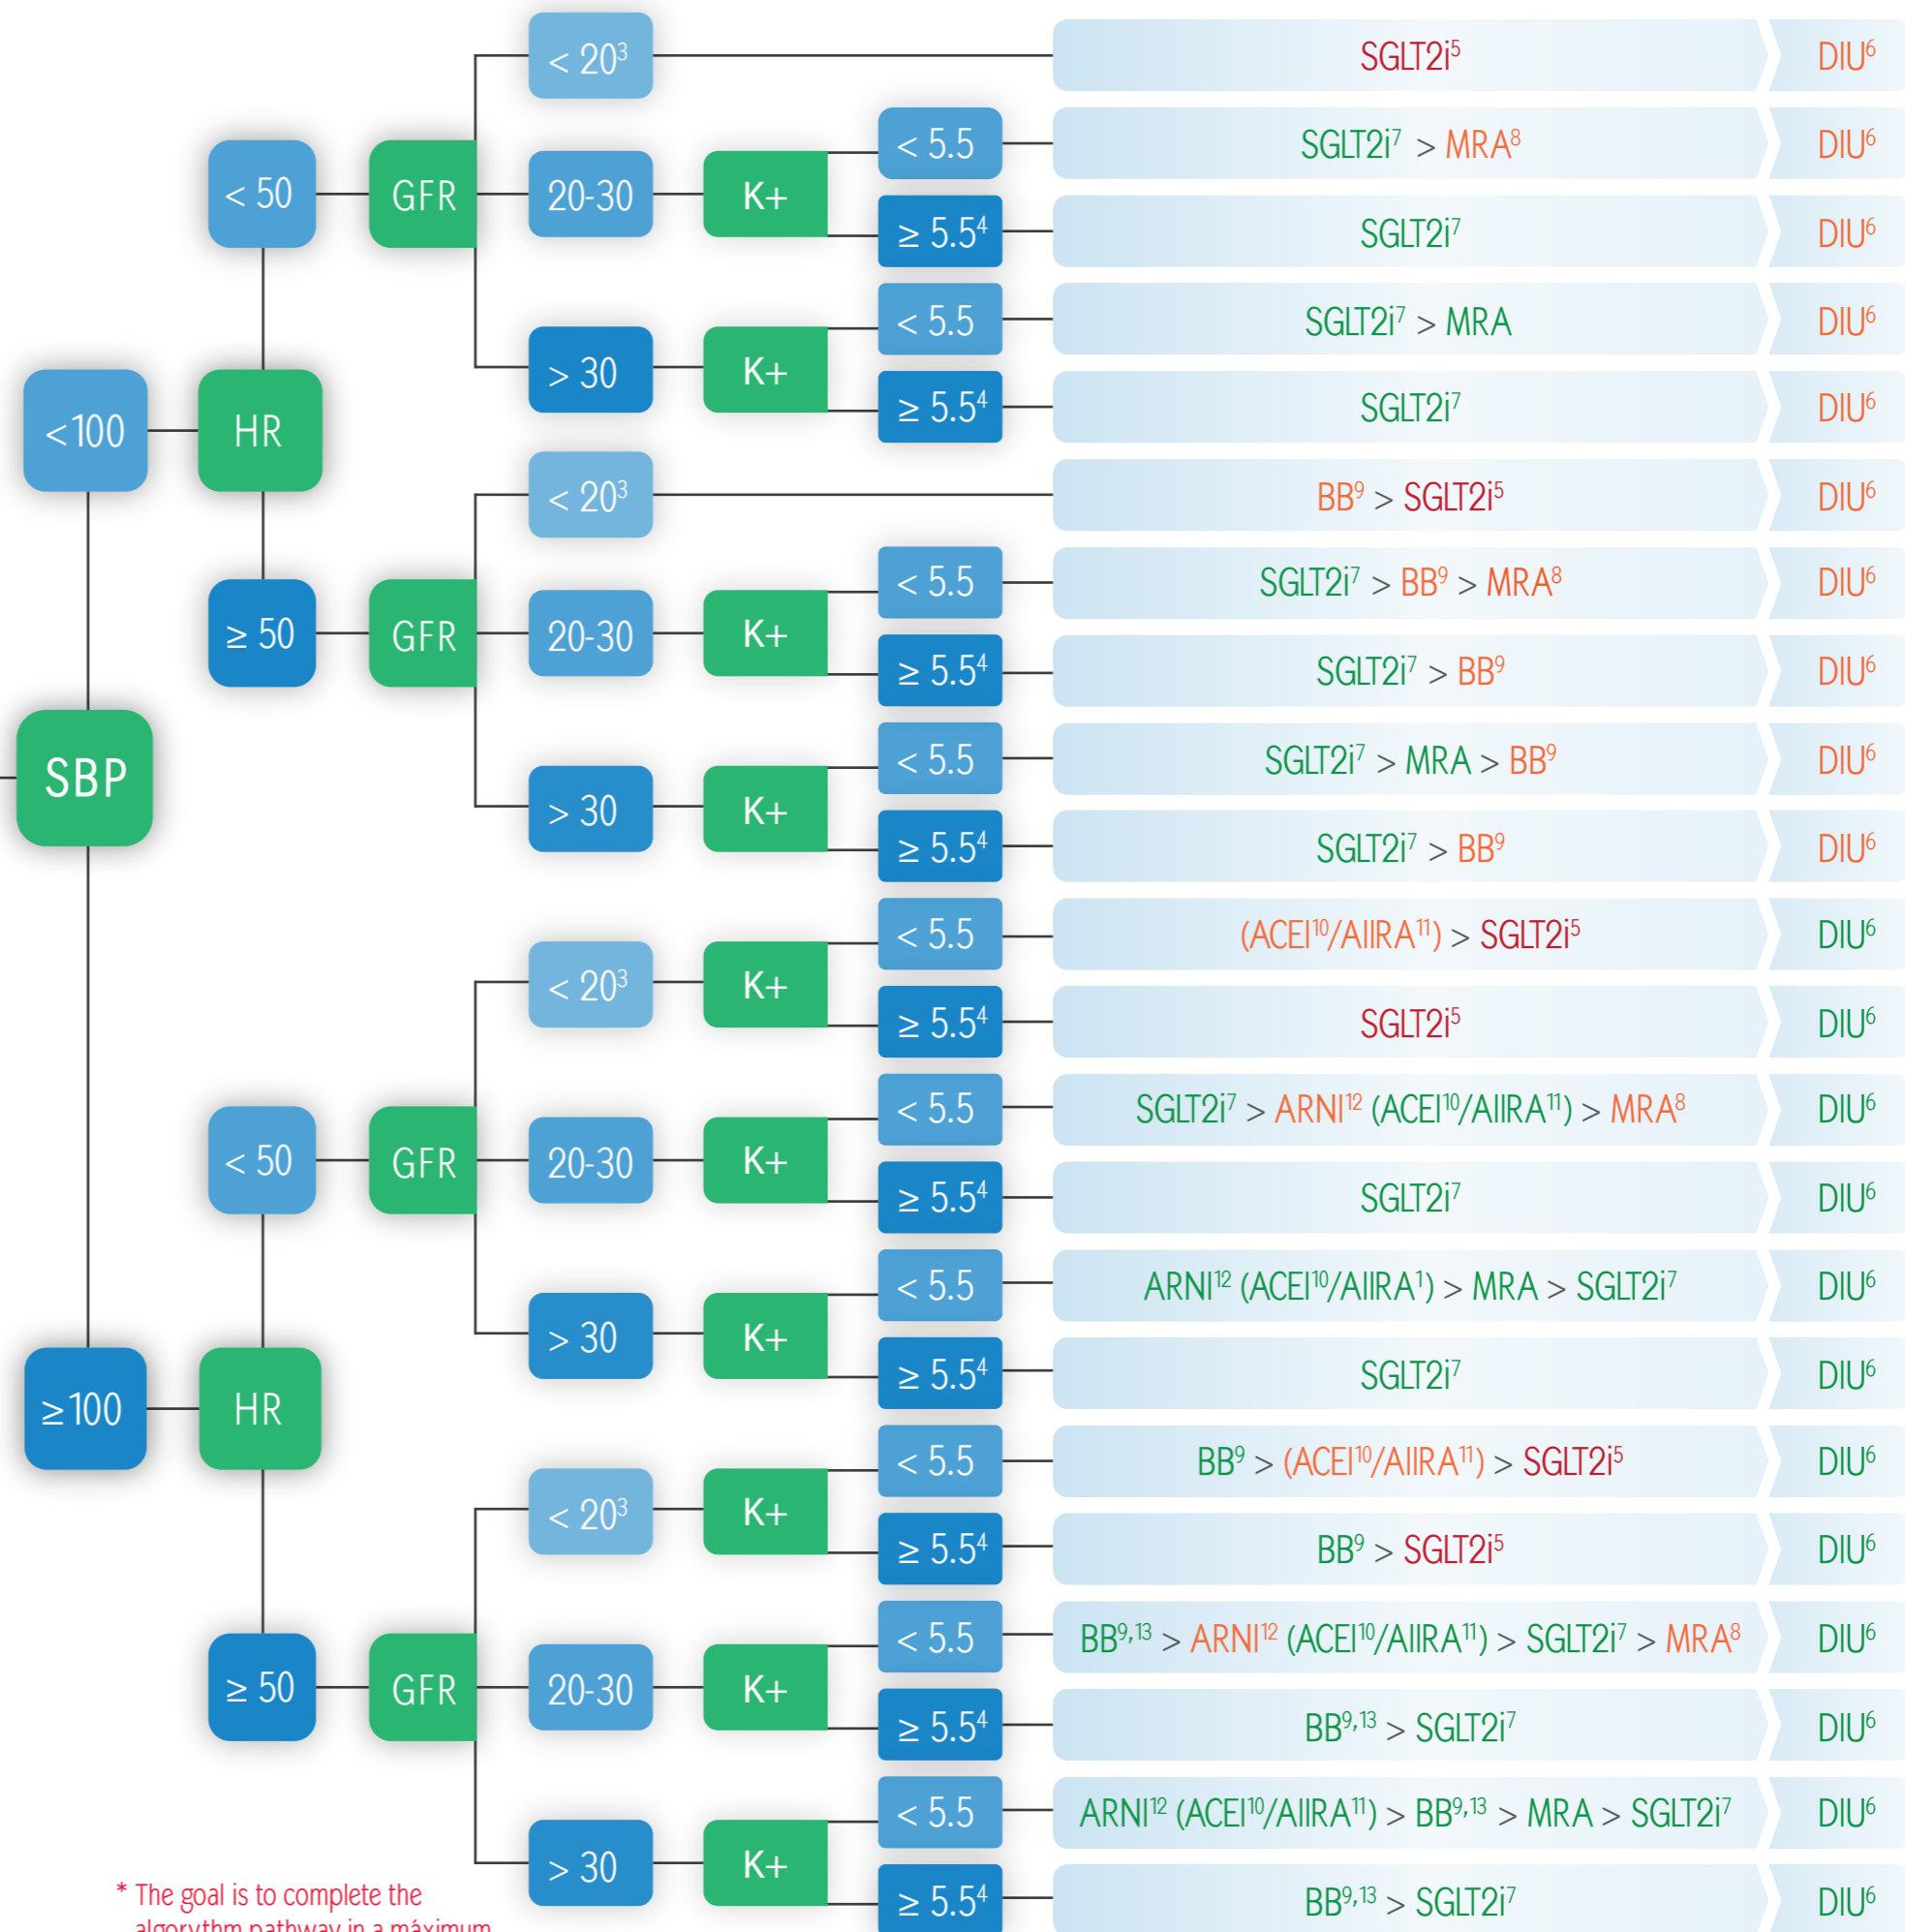 < 20³
SGLT2i⁵
DIU⁶
< 5.5
SGLT2i⁷ > MRA⁸
DIU⁶
< 50
GFR
20-30
K+
≥ 5.5⁴
SGLT2i⁷
DIU⁶
< 5.5
SGLT2i⁷ > MRA
DIU⁶
> 30
K+
≥ 5.5⁴
SGLT2i⁷
DIU⁶
<100
HR
< 20³
BB⁹ > SGLT2i⁵
DIU⁶
< 5.5
SGLT2i⁷ > BB⁹ > MRA⁸
DIU⁶
≥ 50
GFR
20-30
K+
≥ 5.5⁴
SGLT2i⁷ > BB⁹
DIU⁶
SBP
< 5.5
SGLT2i⁷ > MRA > BB⁹
DIU⁶
> 30
K+
≥ 5.5⁴
SGLT2i⁷ > BB⁹
DIU⁶
< 5.5
(ACEI¹⁰/AIIRA¹¹) > SGLT2i⁵
DIU⁶
< 20³
K+
≥ 5.5⁴
SGLT2i⁵
DIU⁶
< 5.5
SGLT2i⁷ > ARNI¹² (ACEI¹⁰/AIIRA¹¹) > MRA⁸
DIU⁶
< 50
GFR
20-30
K+
≥ 5.5⁴
SGLT2i⁷
DIU⁶
< 5.5
ARNI¹² (ACEI¹⁰/AIIRA¹) > MRA > SGLT2i⁷
DIU⁶
> 30
K+
≥ 5.5⁴
SGLT2i⁷
DIU⁶
≥100
HR
< 5.5
BB⁹ > (ACEI¹⁰/AIIRA¹¹) > SGLT2i⁵
DIU⁶
< 20³
K+
≥ 5.5⁴
BB⁹ > SGLT2i⁵
DIU⁶
< 5.5
BB⁹,¹³ > ARNI¹² (ACEI¹⁰/AIIRA¹¹) > SGLT2i⁷ > MRA⁸
DIU⁶
≥ 50
GFR
20-30
K+
≥ 5.5⁴
BB⁹,¹³ > SGLT2i⁷
DIU⁶
< 5.5
ARNI¹² (ACEI¹⁰/AIIRA¹¹) > BB⁹,¹³ > MRA > SGLT2i⁷
DIU⁶
> 30
K+
≥ 5.5⁴
BB⁹,¹³ > SGLT2i⁷
DIU⁶
* The goal is to complete the
algorythm pathway in a máximum